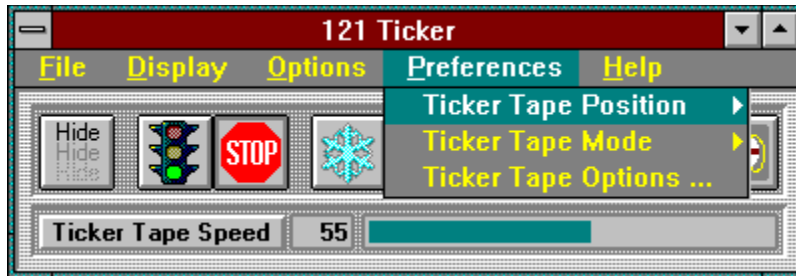 121 Ticker
File Display Options Preferences Help
Ticker Tape Position
Ticker Tape Mode
Ticker Tape Options ...
Hide
Hide
Hide
STOP
Ticker Tape Speed 55